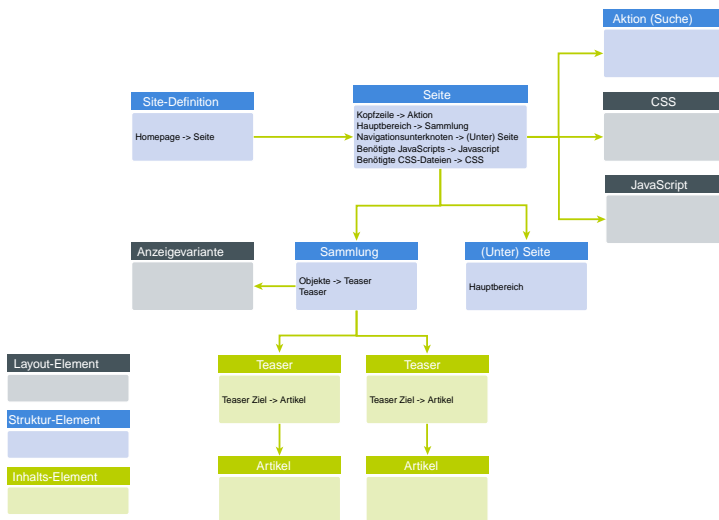 Aktion (Suche)
Site-Definition
Homepage -> Seite
Seite
Kopfzeile -> Aktion
Hauptbereich -> Sammlung
Navigationsunterknoten -> (Unter) Seite
Benötigte JavaScripts -> Javascript
Benötigte CSS-Dateien -> CSS
CSS
JavaScript
Anzeigevariante
Sammlung
Objekte -> Teaser
Teaser
(Unter) Seite
Hauptbereich
Teaser
Teaser Ziel -> Artikel
Teaser
Teaser Ziel -> Artikel
Artikel
Artikel
Layout-Element
Struktur-Element
Inhalts-Element